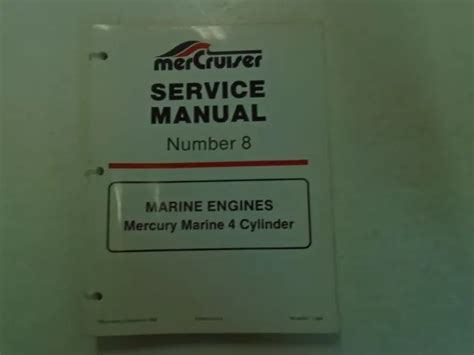 merCruiser
SERVICE
MANUAL
Number 8
MARINE ENGINES
Mercury Marine 4 Cylinder